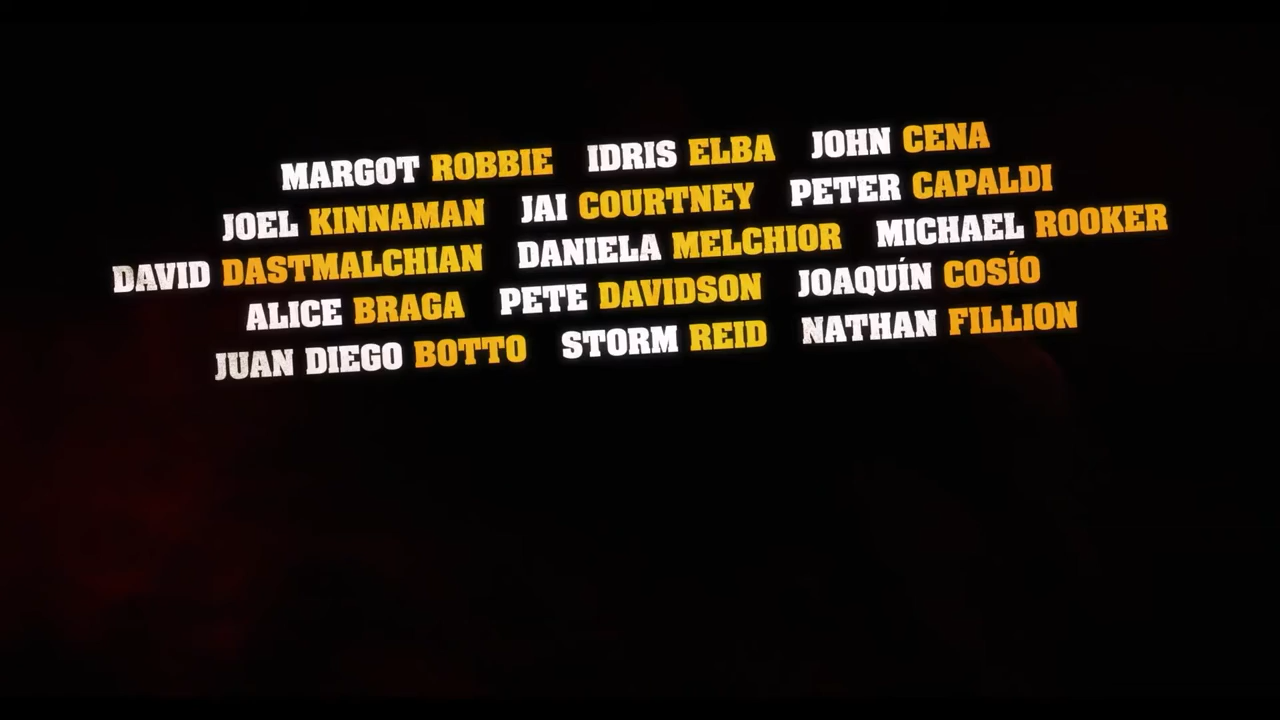 MARGOT ROBBIE IDRIS ELBA JOHN CENA
JOEL KINNAMAN JAI COURTNEY PETER CAPALDI
DAVID DASTMALCHIAN DANIELA MELCHIOR MICHAEL ROOKER
ALICE BRAGA PETE DAVIDSON JOAQUÍN COSÍO
JUAN DIEGO BOTTO STORM REID NATHAN FILLION